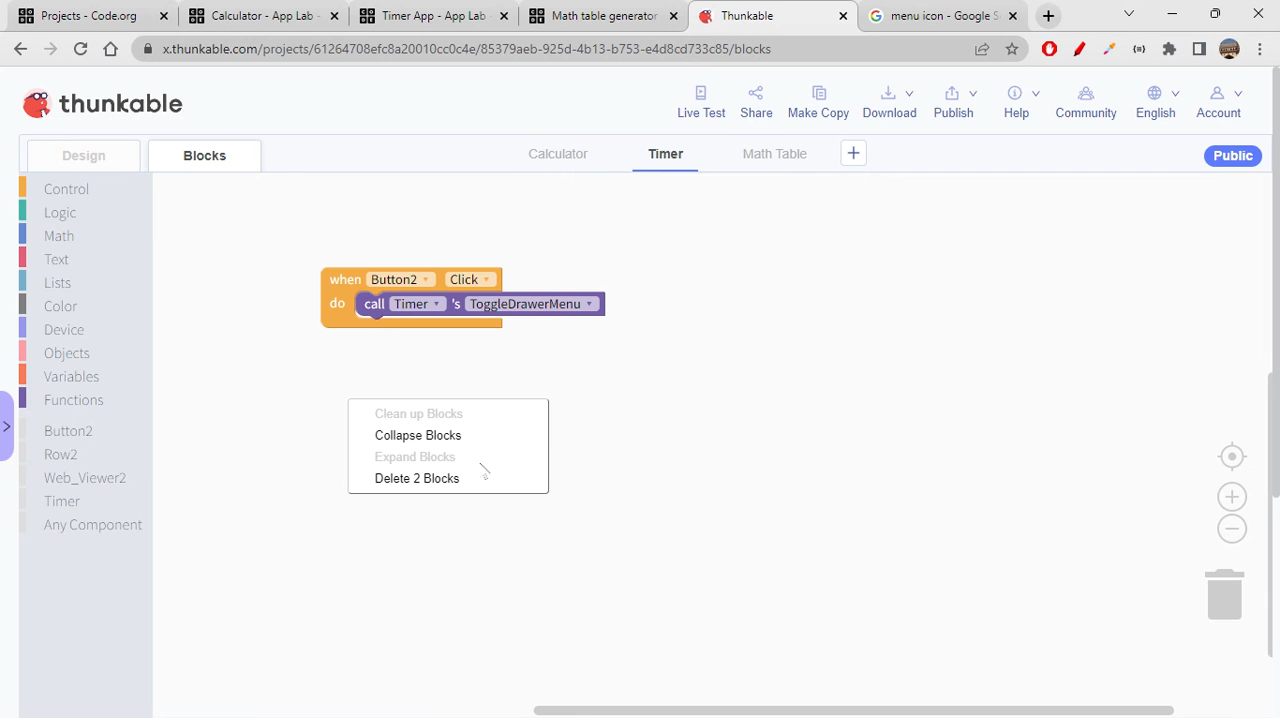 Projects - Code.org
Calculator - App Lab -
Timer App - App Lab -
Math table generator
Thunkable
menu icon - Google S
x.thunkable.com/projects/61264708efc8a20010cc0c4e/85379aeb-925d-4b13-b753-e4d8cd733c85/blocks
thunkable
Live Test
Share
Make Copy
Download
Publish
Help
Community
English
Account
Design
Blocks
Calculator
Timer
Math Table
Public
Control
Logic
Math
Text
Lists
Color
Device
Objects
Variables
Functions
Button2
Row2
Web_Viewer2
Timer
Any Component
when Button2 Click
do call Timer 's ToggleDrawerMenu
Clean up Blocks
Collapse Blocks
Expand Blocks
Delete 2 Blocks